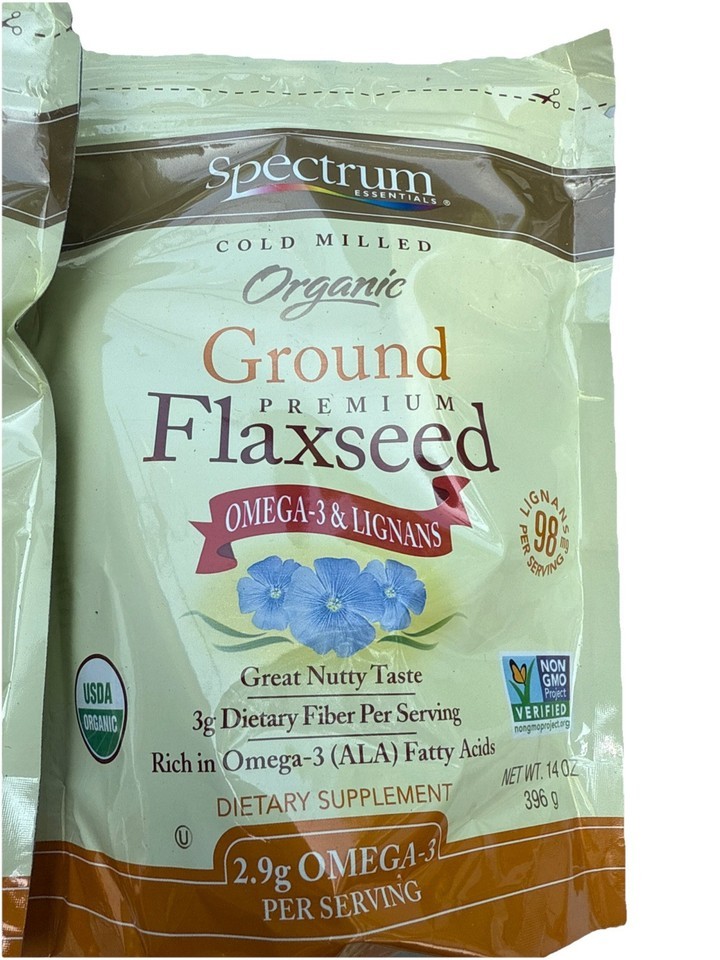 Spectrum
ESSENTIALS ®
COLD MILLED
Organic
Ground
PREMIUM
Flaxseed
OMEGA-3 & LIGNANS
LIGNANS
98 mg
PER SERVING
Great Nutty Taste
3g Dietary Fiber Per Serving
Rich in Omega-3 (ALA) Fatty Acids
USDA
ORGANIC
NON
GMO
Project
VERIFIED
nongmoproject.org
NET WT. 14 OZ
396 g
DIETARY SUPPLEMENT
U
2.9g OMEGA-3
PER SERVING